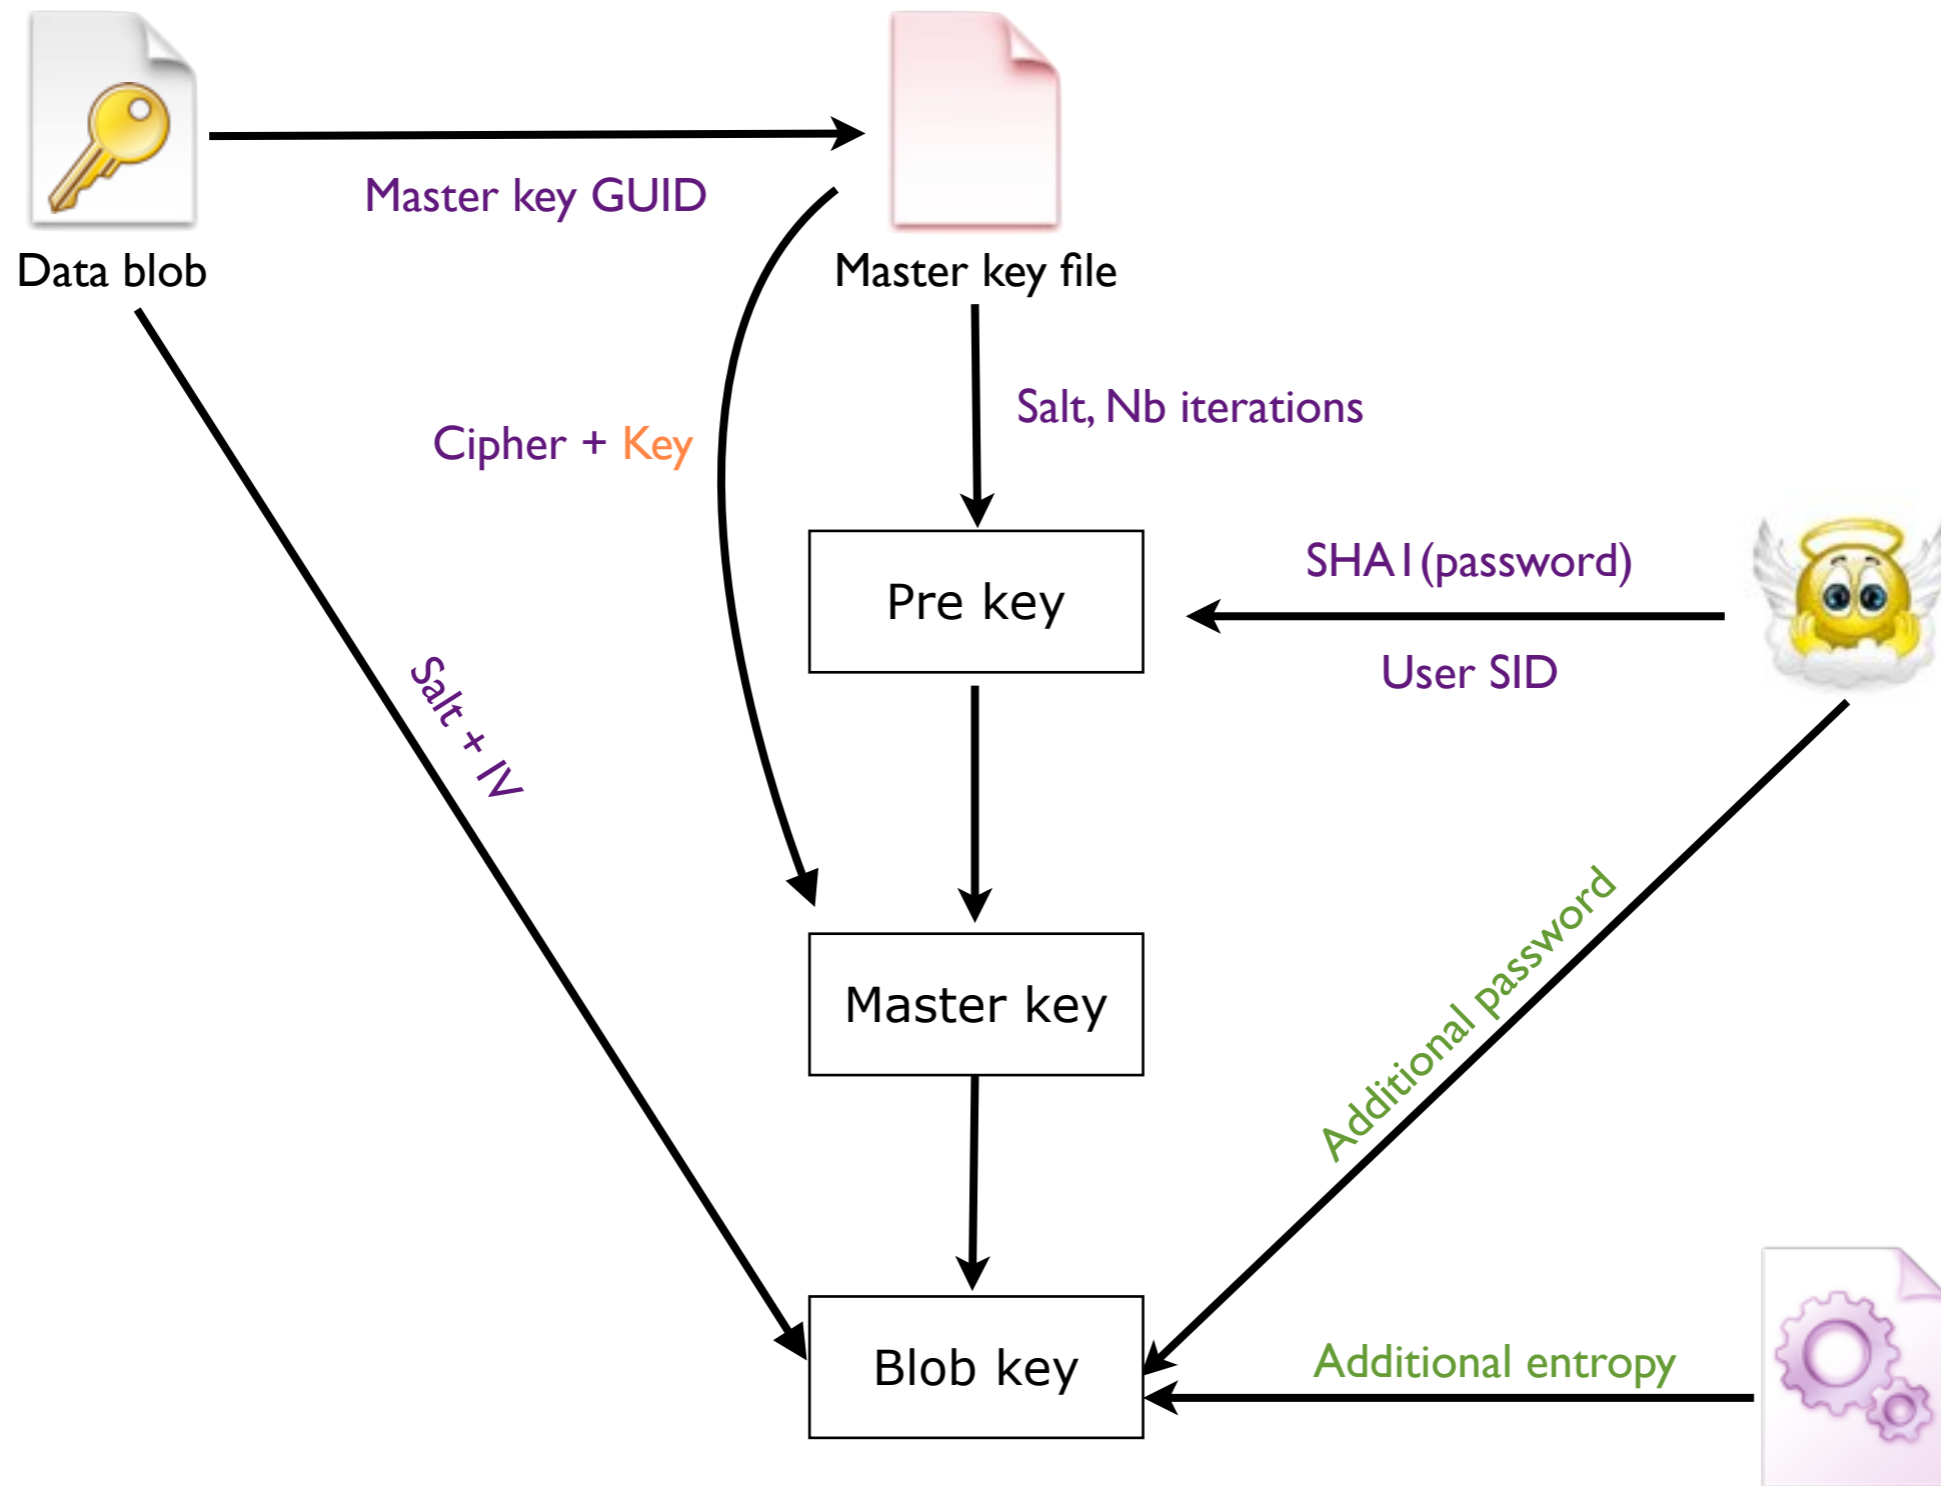 Master key GUID
Data blob
Master key file
Salt, Nb iterations
Cipher + Key
SHA1(password)
Pre key
User SID
Salt + IV
Additional password
Master key
Additional entropy
Blob key